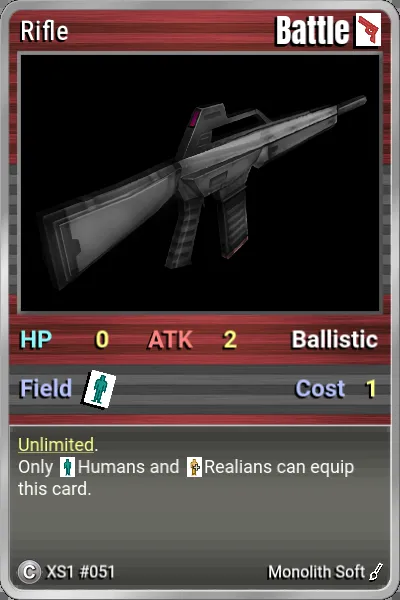 Rifle Battle
HP 0 ATK 2 Ballistic
Field Cost 1
Unlimited.
Only Humans and Realians can equip
this card.
C XS1 #051 Monolith Soft